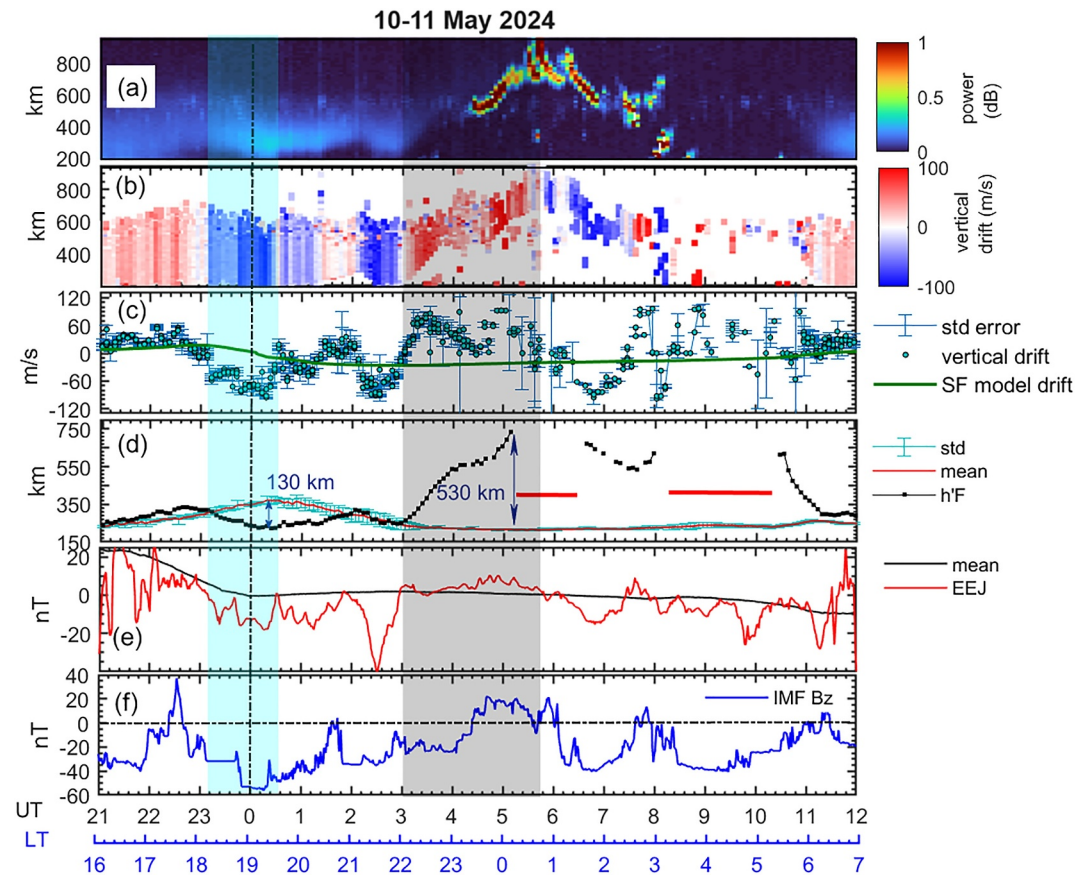 10-11 May 2024
(a)
km
800
600
400
200
1
0.5
0
power
(dB)
(b)
km
800
600
400
100
0
-100
vertical
drift (m/s)
(c)
m/s
120
60
0
-60
-120
std error
vertical drift
SF model drift
(d)
km
750
550
350
150
130 km
530 km
std
mean
h'F
(e)
nT
20
0
-20
mean
EEJ
(f)
nT
40
20
0
-20
-40
-60
IMF Bz
UT
21 22 23 0 1 2 3 4 5 6 7 8 9 10 11 12
LT
16 17 18 19 20 21 22 23 0 1 2 3 4 5 6 7